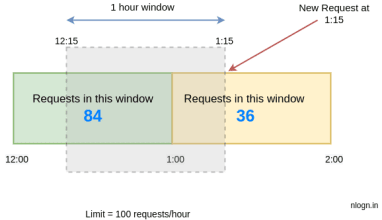 1 hour window
New Request at
1:15
12:15
1:15
Requests in this window
84
Requests in this window
36
12:00
1:00
2:00
nlogn.in
Limit = 100 requests/hour